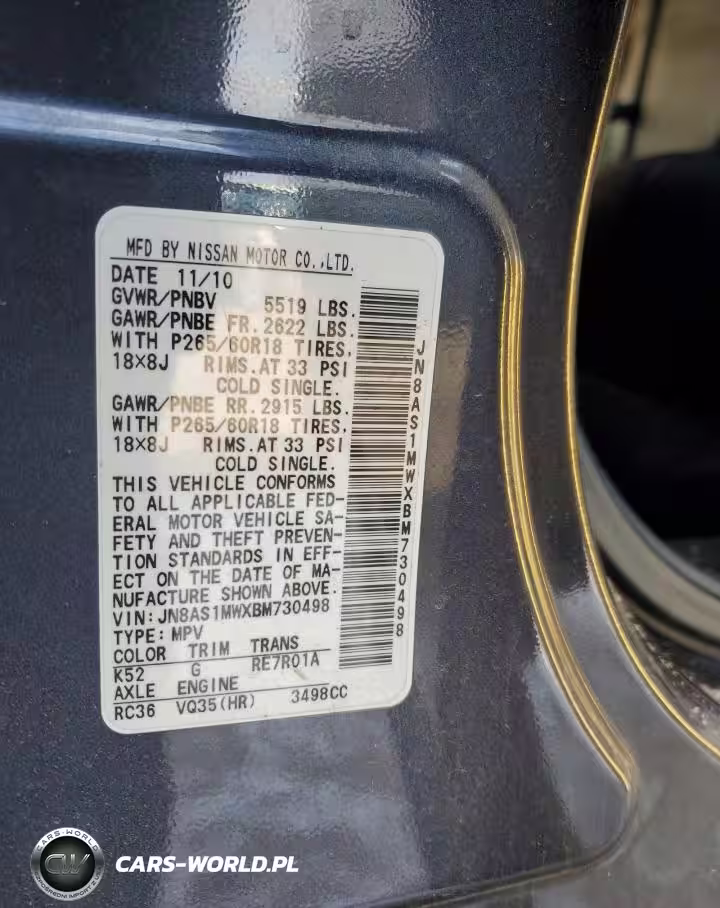 MFD BY NISSAN MOTOR CO.,LTD.
DATE 11/10
GVWR/PNBV 5519 LBS.
GAWR/PNBE FR. 2622 LBS.
WITH P265/60R18 TIRES,
18×8J RIMS.AT 33 PSI
COLD SINGLE.
GAWR/PNBE RR. 2915 LBS.
WITH P265/60R18 TIRES,
18×8J RIMS.AT 33 PSI
COLD SINGLE.
THIS VEHICLE CONFORMS
TO ALL APPLICABLE FED-
ERAL MOTOR VEHICLE SA-
FETY AND THEFT PREVEN-
TION STANDARDS IN EFF-
ECT ON THE DATE OF MA-
NUFACTURE SHOWN ABOVE.
VIN:JN8AS1MWXBM730498
TYPE:MPV
COLOR TRIM TRANS
K52 G RE7R01A
AXLE ENGINE
RC36 VQ35(HR) 3498CC
JN8AS1MWXBM730498
CARS-WORLD
CW
CARS-WORLD.PL